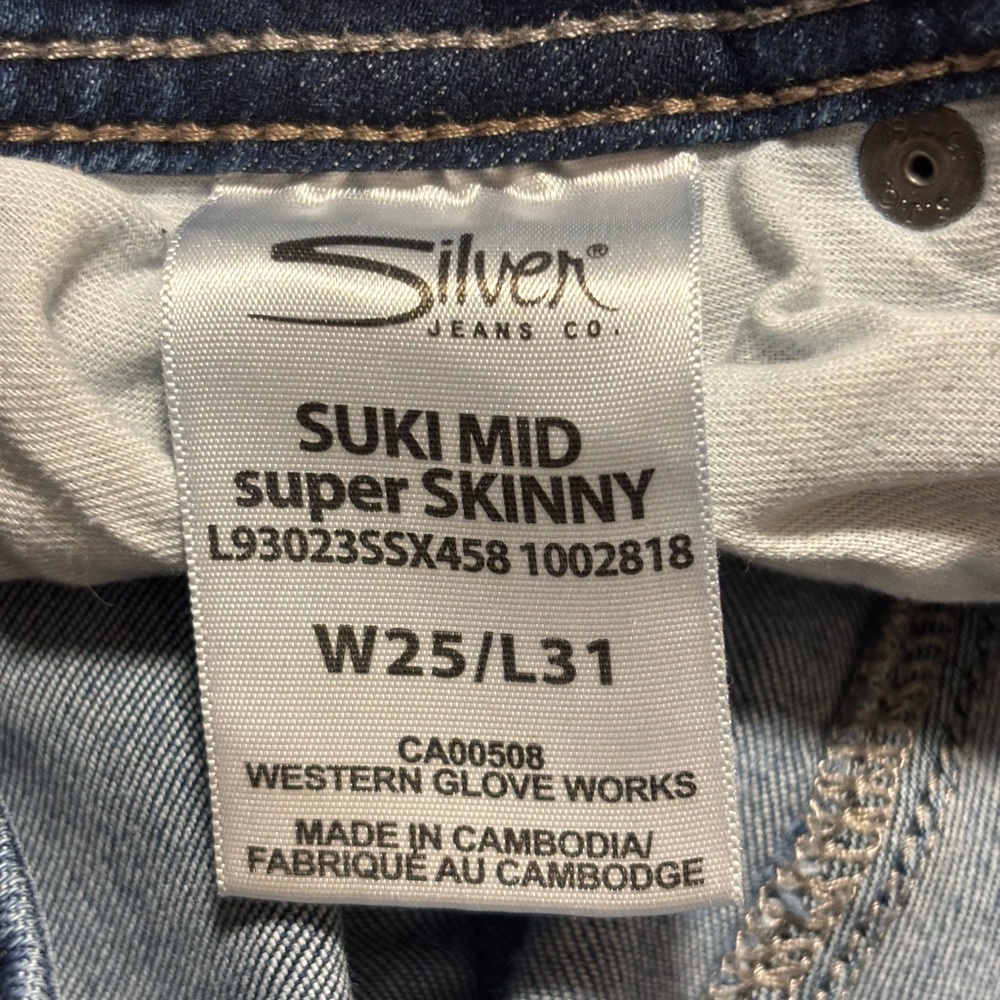 Silver®
JEANS CO.
SUKI MID
super SKINNY
L93023SSX458 1002818
W25/L31
CA00508
WESTERN GLOVE WORKS
MADE IN CAMBODIA/
FABRIQUÉ AU CAMBODGE